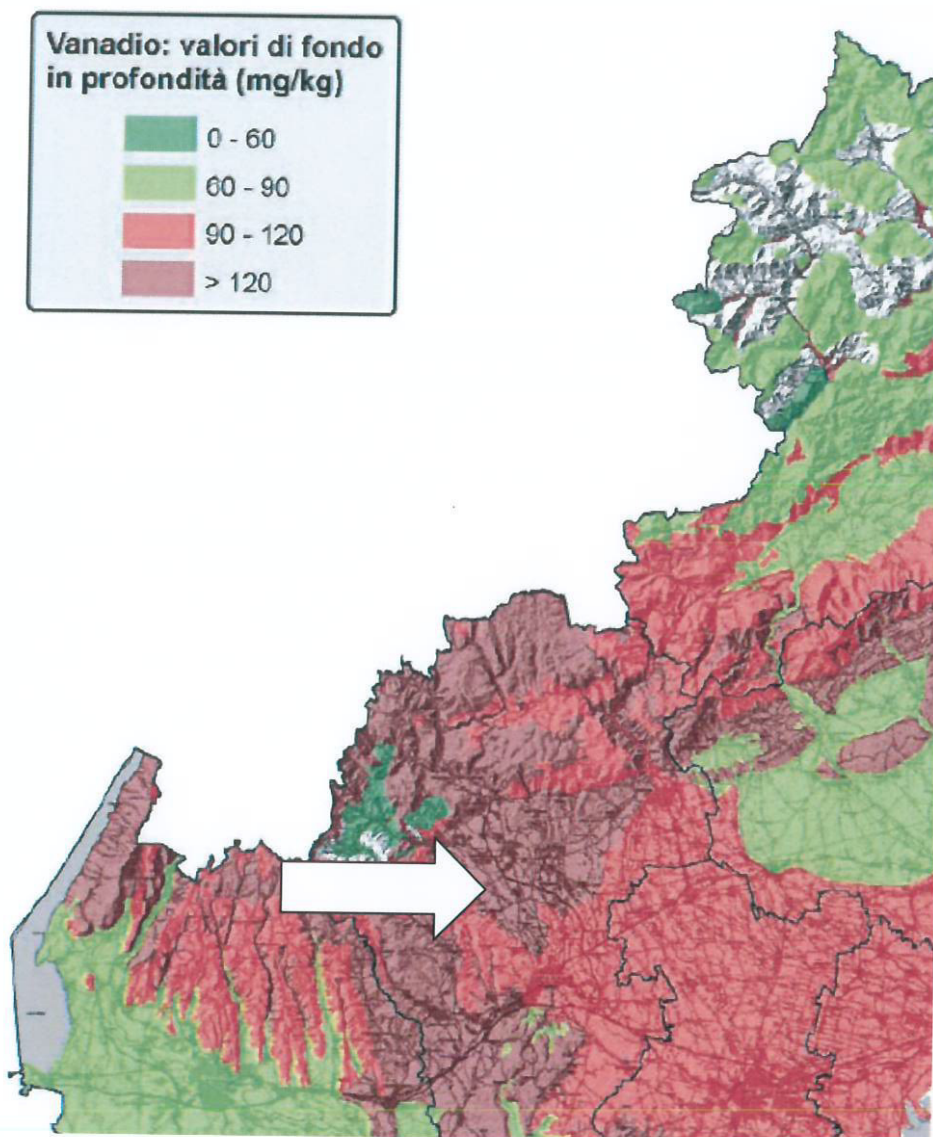 Vanadio: valori di fondo
in profondità (mg/kg)
0 - 60
60 - 90
90 - 120
> 120